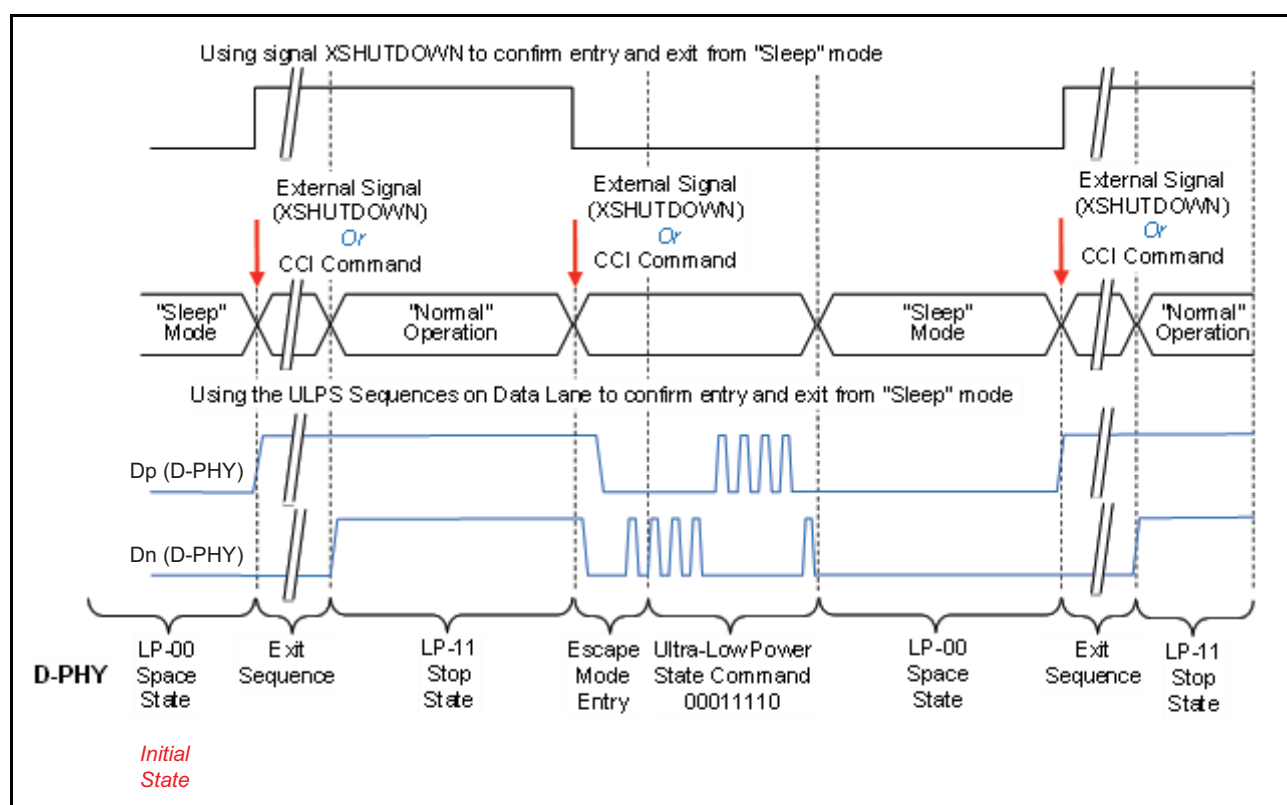 Using signal XSHUTDOWN to confirm entry and exit from "Sleep" mode
External Signal
(XSHUTDOWN)
Or
CCI Command
External Signal
(XSHUTDOWN)
Or
CCI Command
External Signal
(XSHUTDOWN)
Or
CCI Command
"Sleep"
Mode
"Normal"
Operation
"Sleep"
Mode
"Normal"
Operation
Using the ULPS Sequences on Data Lane to confirm entry and exit from "Sleep" mode
Dp (D-PHY)
Dn (D-PHY)
D-PHY
LP-00
Space
State
Exit
Sequence
LP-11
Stop
State
Escape
Mode
Entry
Ultra-Low Power
State Command
00011110
LP-00
Space
State
Exit
Sequence
LP-11
Stop
State
Initial
State